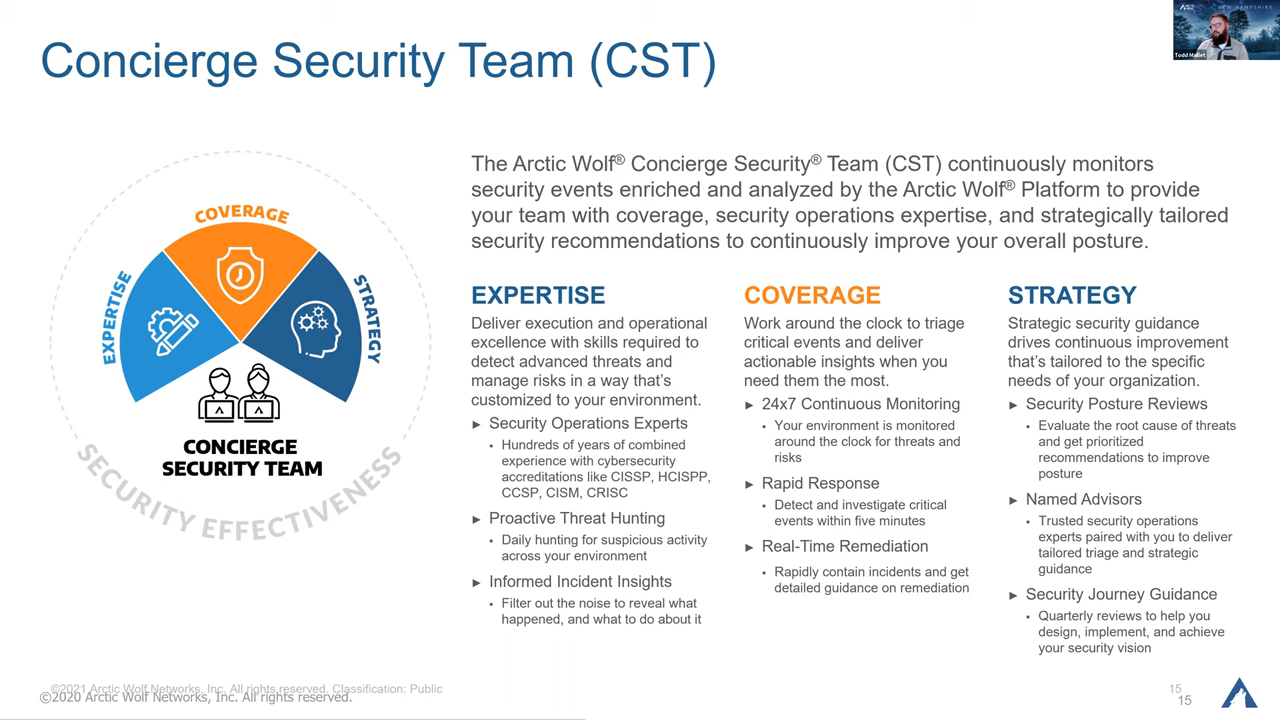 Concierge Security Team (CST)
Todd Mallet
COVERAGE
EXPERTISE
STRATEGY
CONCIERGE
SECURITY TEAM
SECURITY EFFECTIVENESS
The Arctic Wolf® Concierge Security® Team (CST) continuously monitors
security events enriched and analyzed by the Arctic Wolf® Platform to provide
your team with coverage, security operations expertise, and strategically tailored
security recommendations to continuously improve your overall posture.
EXPERTISE
Deliver execution and operational
excellence with skills required to
detect advanced threats and
manage risks in a way that’s
customized to your environment.
► Security Operations Experts
▪ Hundreds of years of combined
experience with cybersecurity
accreditations like CISSP, HCISPP,
CCSP, CISM, CRISC
► Proactive Threat Hunting
▪ Daily hunting for suspicious activity
across your environment
► Informed Incident Insights
▪ Filter out the noise to reveal what
happened, and what to do about it
COVERAGE
Work around the clock to triage
critical events and deliver
actionable insights when you
need them the most.
► 24x7 Continuous Monitoring
▪ Your environment is monitored
around the clock for threats and
risks
► Rapid Response
▪ Detect and investigate critical
events within five minutes
► Real-Time Remediation
▪ Rapidly contain incidents and get
detailed guidance on remediation
STRATEGY
Strategic security guidance
drives continuous improvement
that’s tailored to the specific
needs of your organization.
► Security Posture Reviews
▪ Evaluate the root cause of threats
and get prioritized
recommendations to improve
posture
► Named Advisors
▪ Trusted security operations
experts paired with you to deliver
tailored triage and strategic
guidance
► Security Journey Guidance
▪ Quarterly reviews to help you
design, implement, and achieve
your security vision
©2021 Arctic Wolf Networks, Inc. All rights reserved. Classification: Public
©2020 Arctic Wolf Networks, Inc. All rights reserved.
15
15